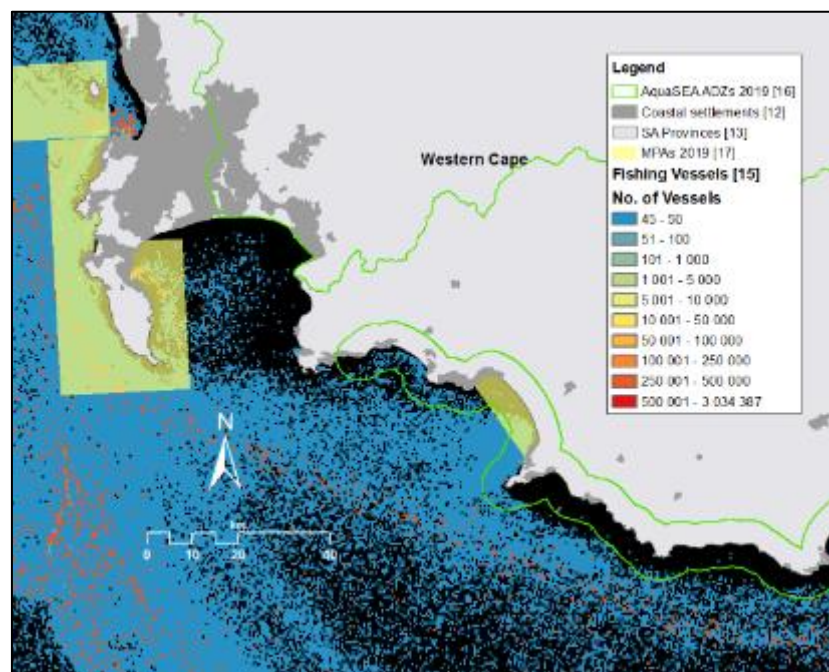 Legend
AquaSEA ADZs 2019 [16]
Coastal settlements [12]
SA Provinces [13]
MPAs 2019 [17]
Fishing Vessels [15]
No. of Vessels
45 - 50
51 - 100
101 - 1 000
1 001 - 5 000
5 001 - 10 000
10 001 - 50 000
50 001 - 100 000
100 001 - 250 000
250 001 - 500 000
500 001 - 3 034 387
Western Cape
N
km
0 10 20 40